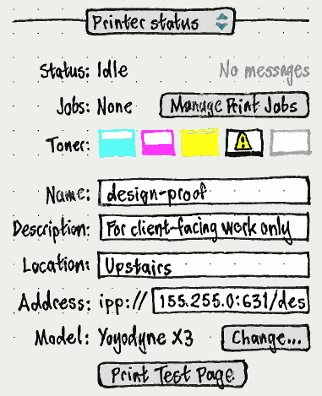 Printer status
Status: Idle No messages
Jobs: None Manage Print Jobs
Toner:
Name: design-proof
Description: For client-facing work only
Location: Upstairs
Address: ipp:// 155.255.0:631/des
Model: Yoyodyne X3 Change...
Print Test Page